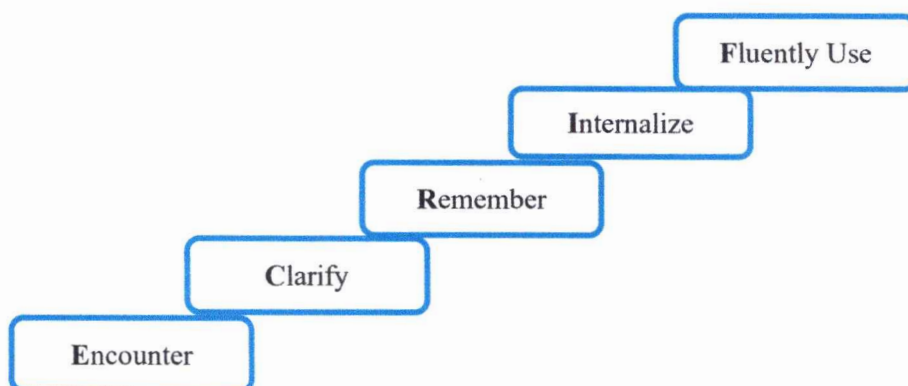 Fluently Use
Internalize
Remember
Clarify
Encounter